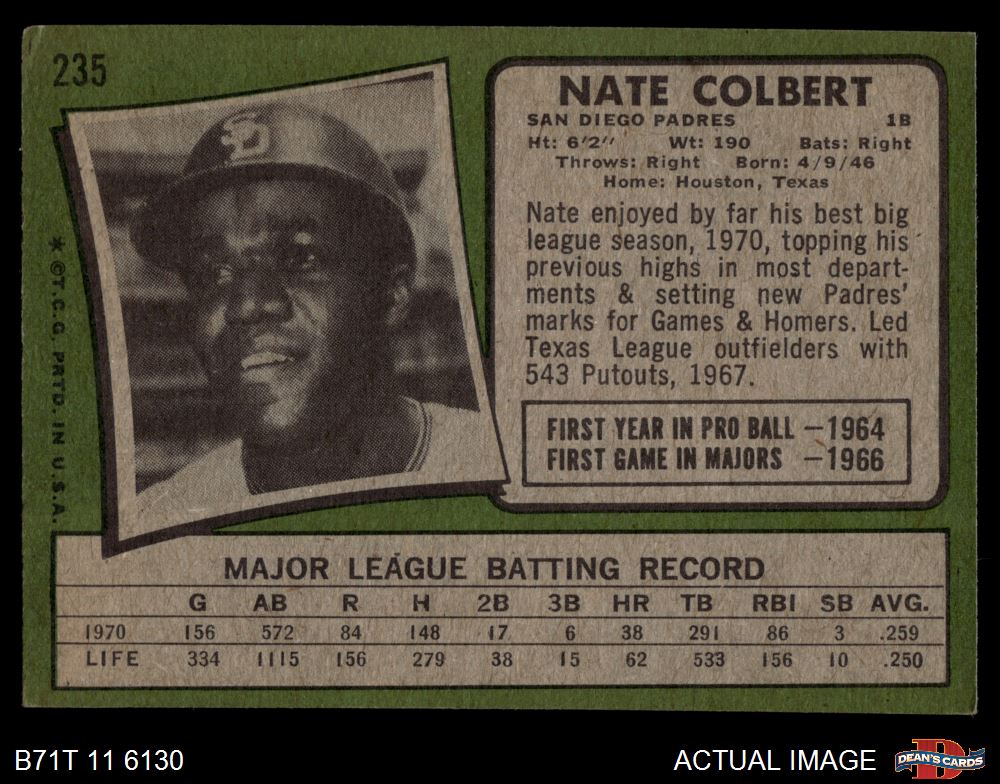 235
NATE COLBERT
SAN DIEGO PADRES 1B
Ht: 6'2" Wt: 190 Bats: Right
Throws: Right Born: 4/9/46
Home: Houston, Texas
Nate enjoyed by far his best big
league season, 1970, topping his
previous highs in most depart-
ments & setting new Padres'
marks for Games & Homers. Led
Texas League outfielders with
543 Putouts, 1967.
FIRST YEAR IN PRO BALL —1964
FIRST GAME IN MAJORS —1966
SD
* ©T.C.G. PRTD. IN U.S.A.
MAJOR LEAGUE BATTING RECORD
G AB R H 2B 3B HR TB RBI SB AVG.
1970 156 572 84 148 17 6 38 291 86 3 .259
LIFE 334 1115 156 279 38 15 62 533 156 10 .250
B71T 11 6130
ACTUAL IMAGE
D
DEAN'S CARDS